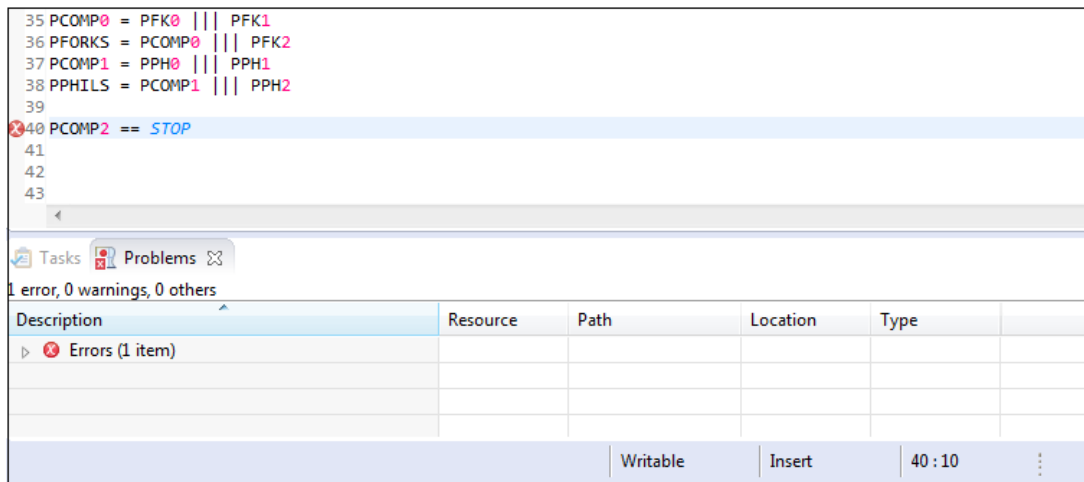 35 PCOMP0 = PFK0 ||| PFK1
36 PFORKS = PCOMP0 ||| PFK2
37 PCOMP1 = PPH0 ||| PPH1
38 PPHILS = PCOMP1 ||| PPH2
39
40 PCOMP2 == STOP
41
42
43
Tasks Problems
1 error, 0 warnings, 0 others
Description Resource Path Location Type
Errors (1 item)
Writable Insert 40 : 10